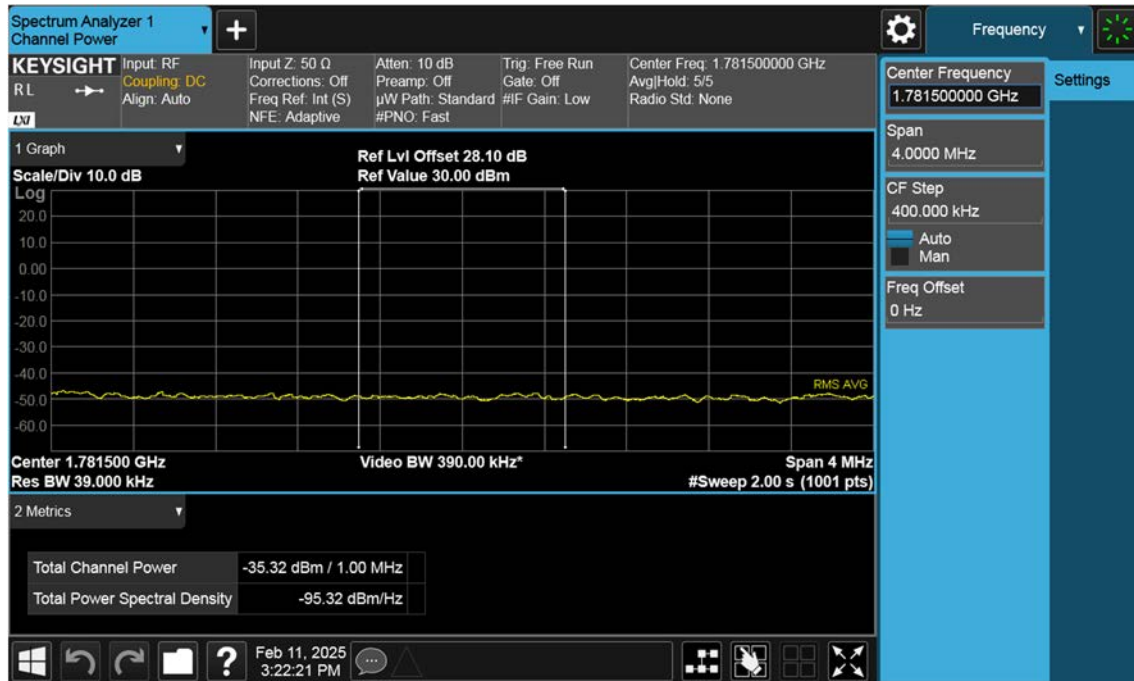 Spectrum Analyzer 1
Channel Power
Frequency
KEYSIGHT
R L
LXI
Input: RF
Coupling: DC
Align: Auto
Input Z: 50 Ω
Corrections: Off
Freq Ref: Int (S)
NFE: Adaptive
Atten: 10 dB
Preamp: Off
µW Path: Standard
#PNO: Fast
Trig: Free Run
Gate: Off
#IF Gain: Low
Center Freq: 1.781500000 GHz
Avg|Hold: 5/5
Radio Std: None
Center Frequency
1.781500000 GHz
Settings
Span
4.0000 MHz
CF Step
400.000 kHz
Auto
Man
Freq Offset
0 Hz
1 Graph
Scale/Div 10.0 dB
Ref Lvl Offset 28.10 dB
Ref Value 30.00 dBm
Log
20.0
10.0
0.00
-10.0
-20.0
-30.0
-40.0
-50.0
-60.0
RMS AVG
Center 1.781500 GHz
Video BW 390.00 kHz*
Span 4 MHz
Res BW 39.000 kHz
#Sweep 2.00 s (1001 pts)
2 Metrics
Total Channel Power -35.32 dBm / 1.00 MHz
Total Power Spectral Density -95.32 dBm/Hz
?
Feb 11, 2025
3:22:21 PM